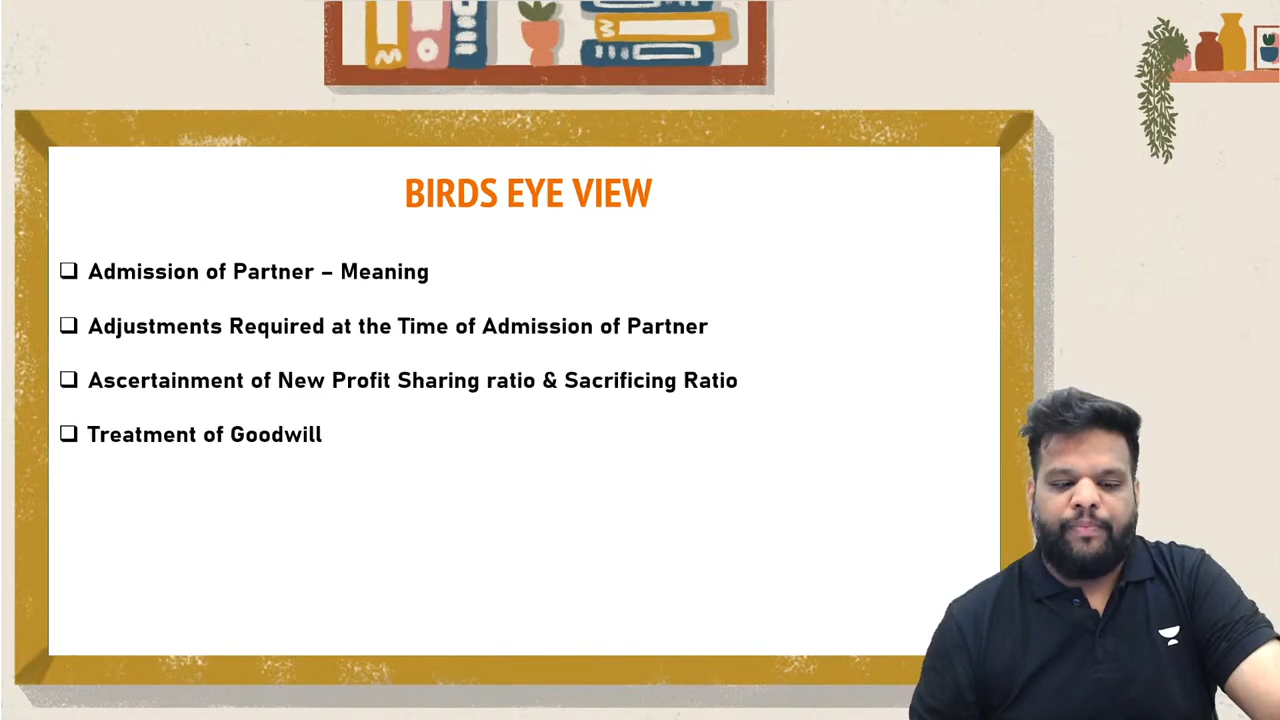 BIRDS EYE VIEW
❑ Admission of Partner – Meaning
❑ Adjustments Required at the Time of Admission of Partner
❑ Ascertainment of New Profit Sharing ratio & Sacrificing Ratio
❑ Treatment of Goodwill